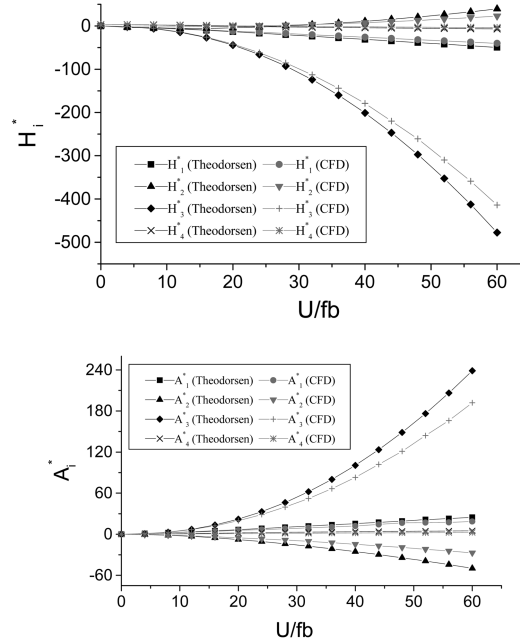 0
-100
-200
-300
-400
-500
H*i
H*1 (Theodorsen) H*1 (CFD)
H*2 (Theodorsen) H*2 (CFD)
H*3 (Theodorsen) H*3 (CFD)
H*4 (Theodorsen) H*4 (CFD)
0 10 20 30 40 50 60
U/fb
240
180
120
60
0
-60
A*i
A*1 (Theodorsen) A*1 (CFD)
A*2 (Theodorsen) A*2 (CFD)
A*3 (Theodorsen) A*3 (CFD)
A*4 (Theodorsen) A*4 (CFD)
0 10 20 30 40 50 60
U/fb